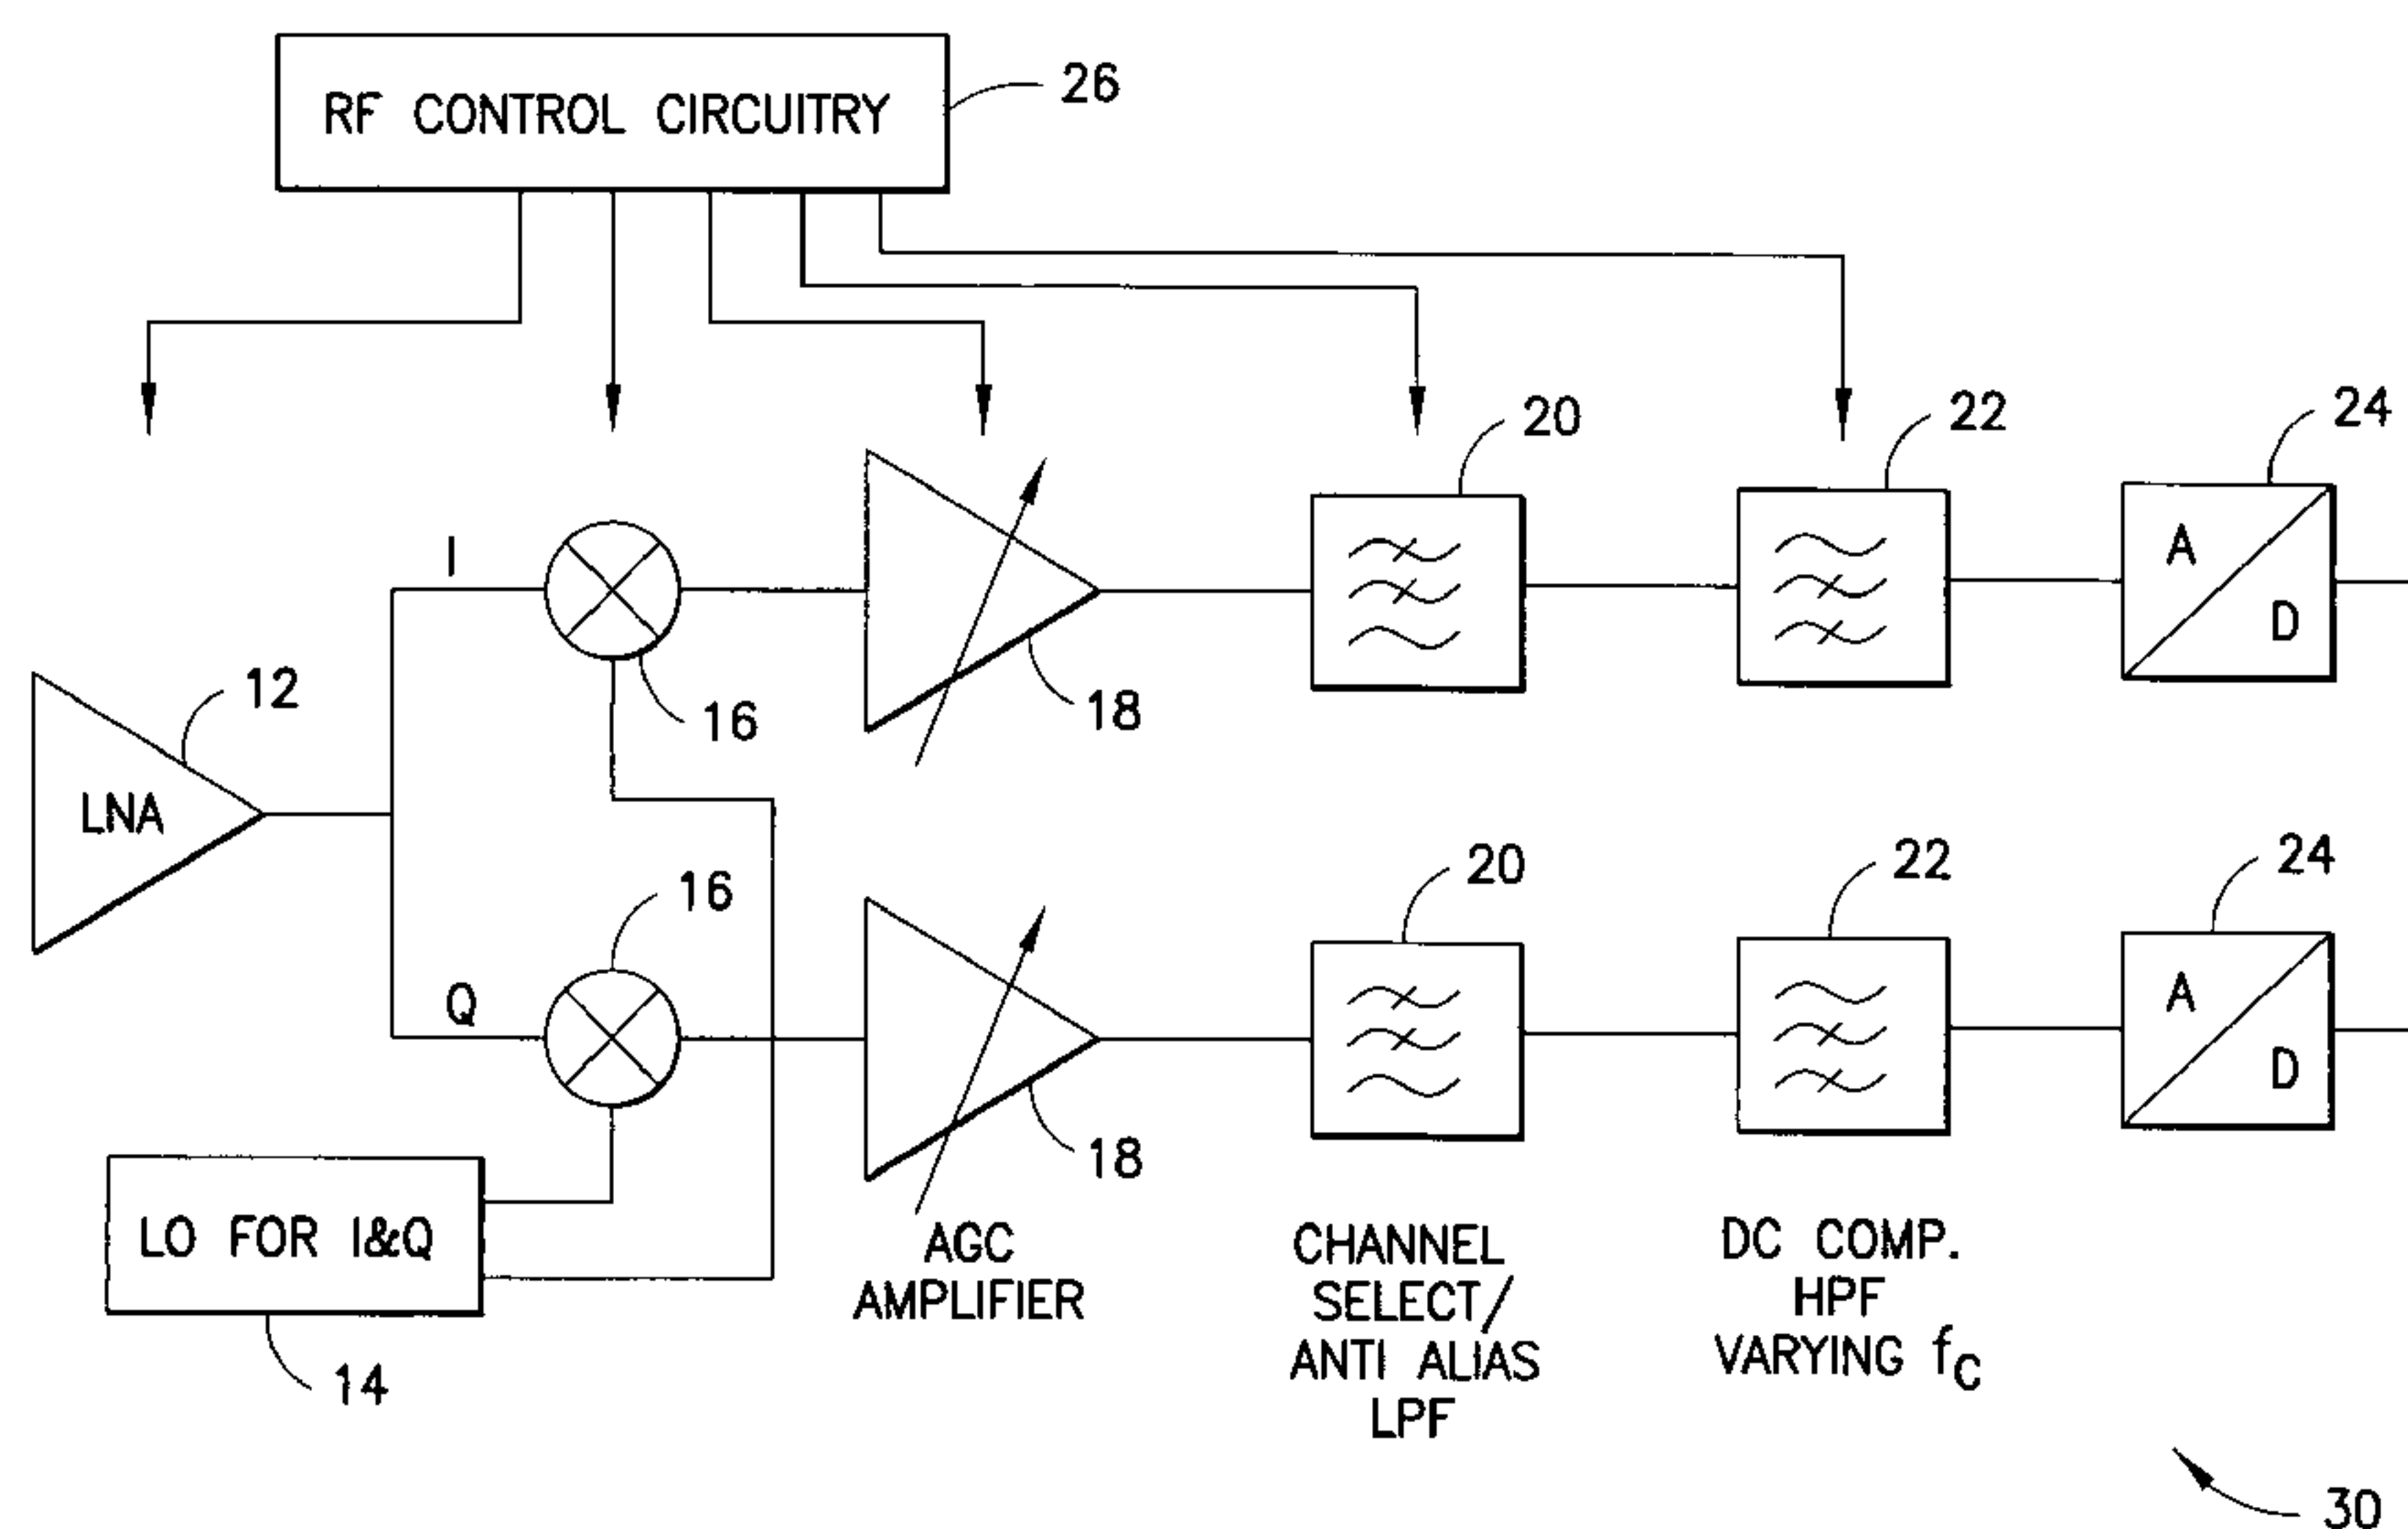 RF CONTROL CIRCUITRY
26
20
22
24
I
A
D
12
16
18
LNA
16
20
22
24
Q
A
D
LO FOR I&Q
18
14
AGC
AMPLIFIER
CHANNEL
SELECT/
ANTI ALIAS
LPF
DC COMP.
HPF
VARYING fC
30